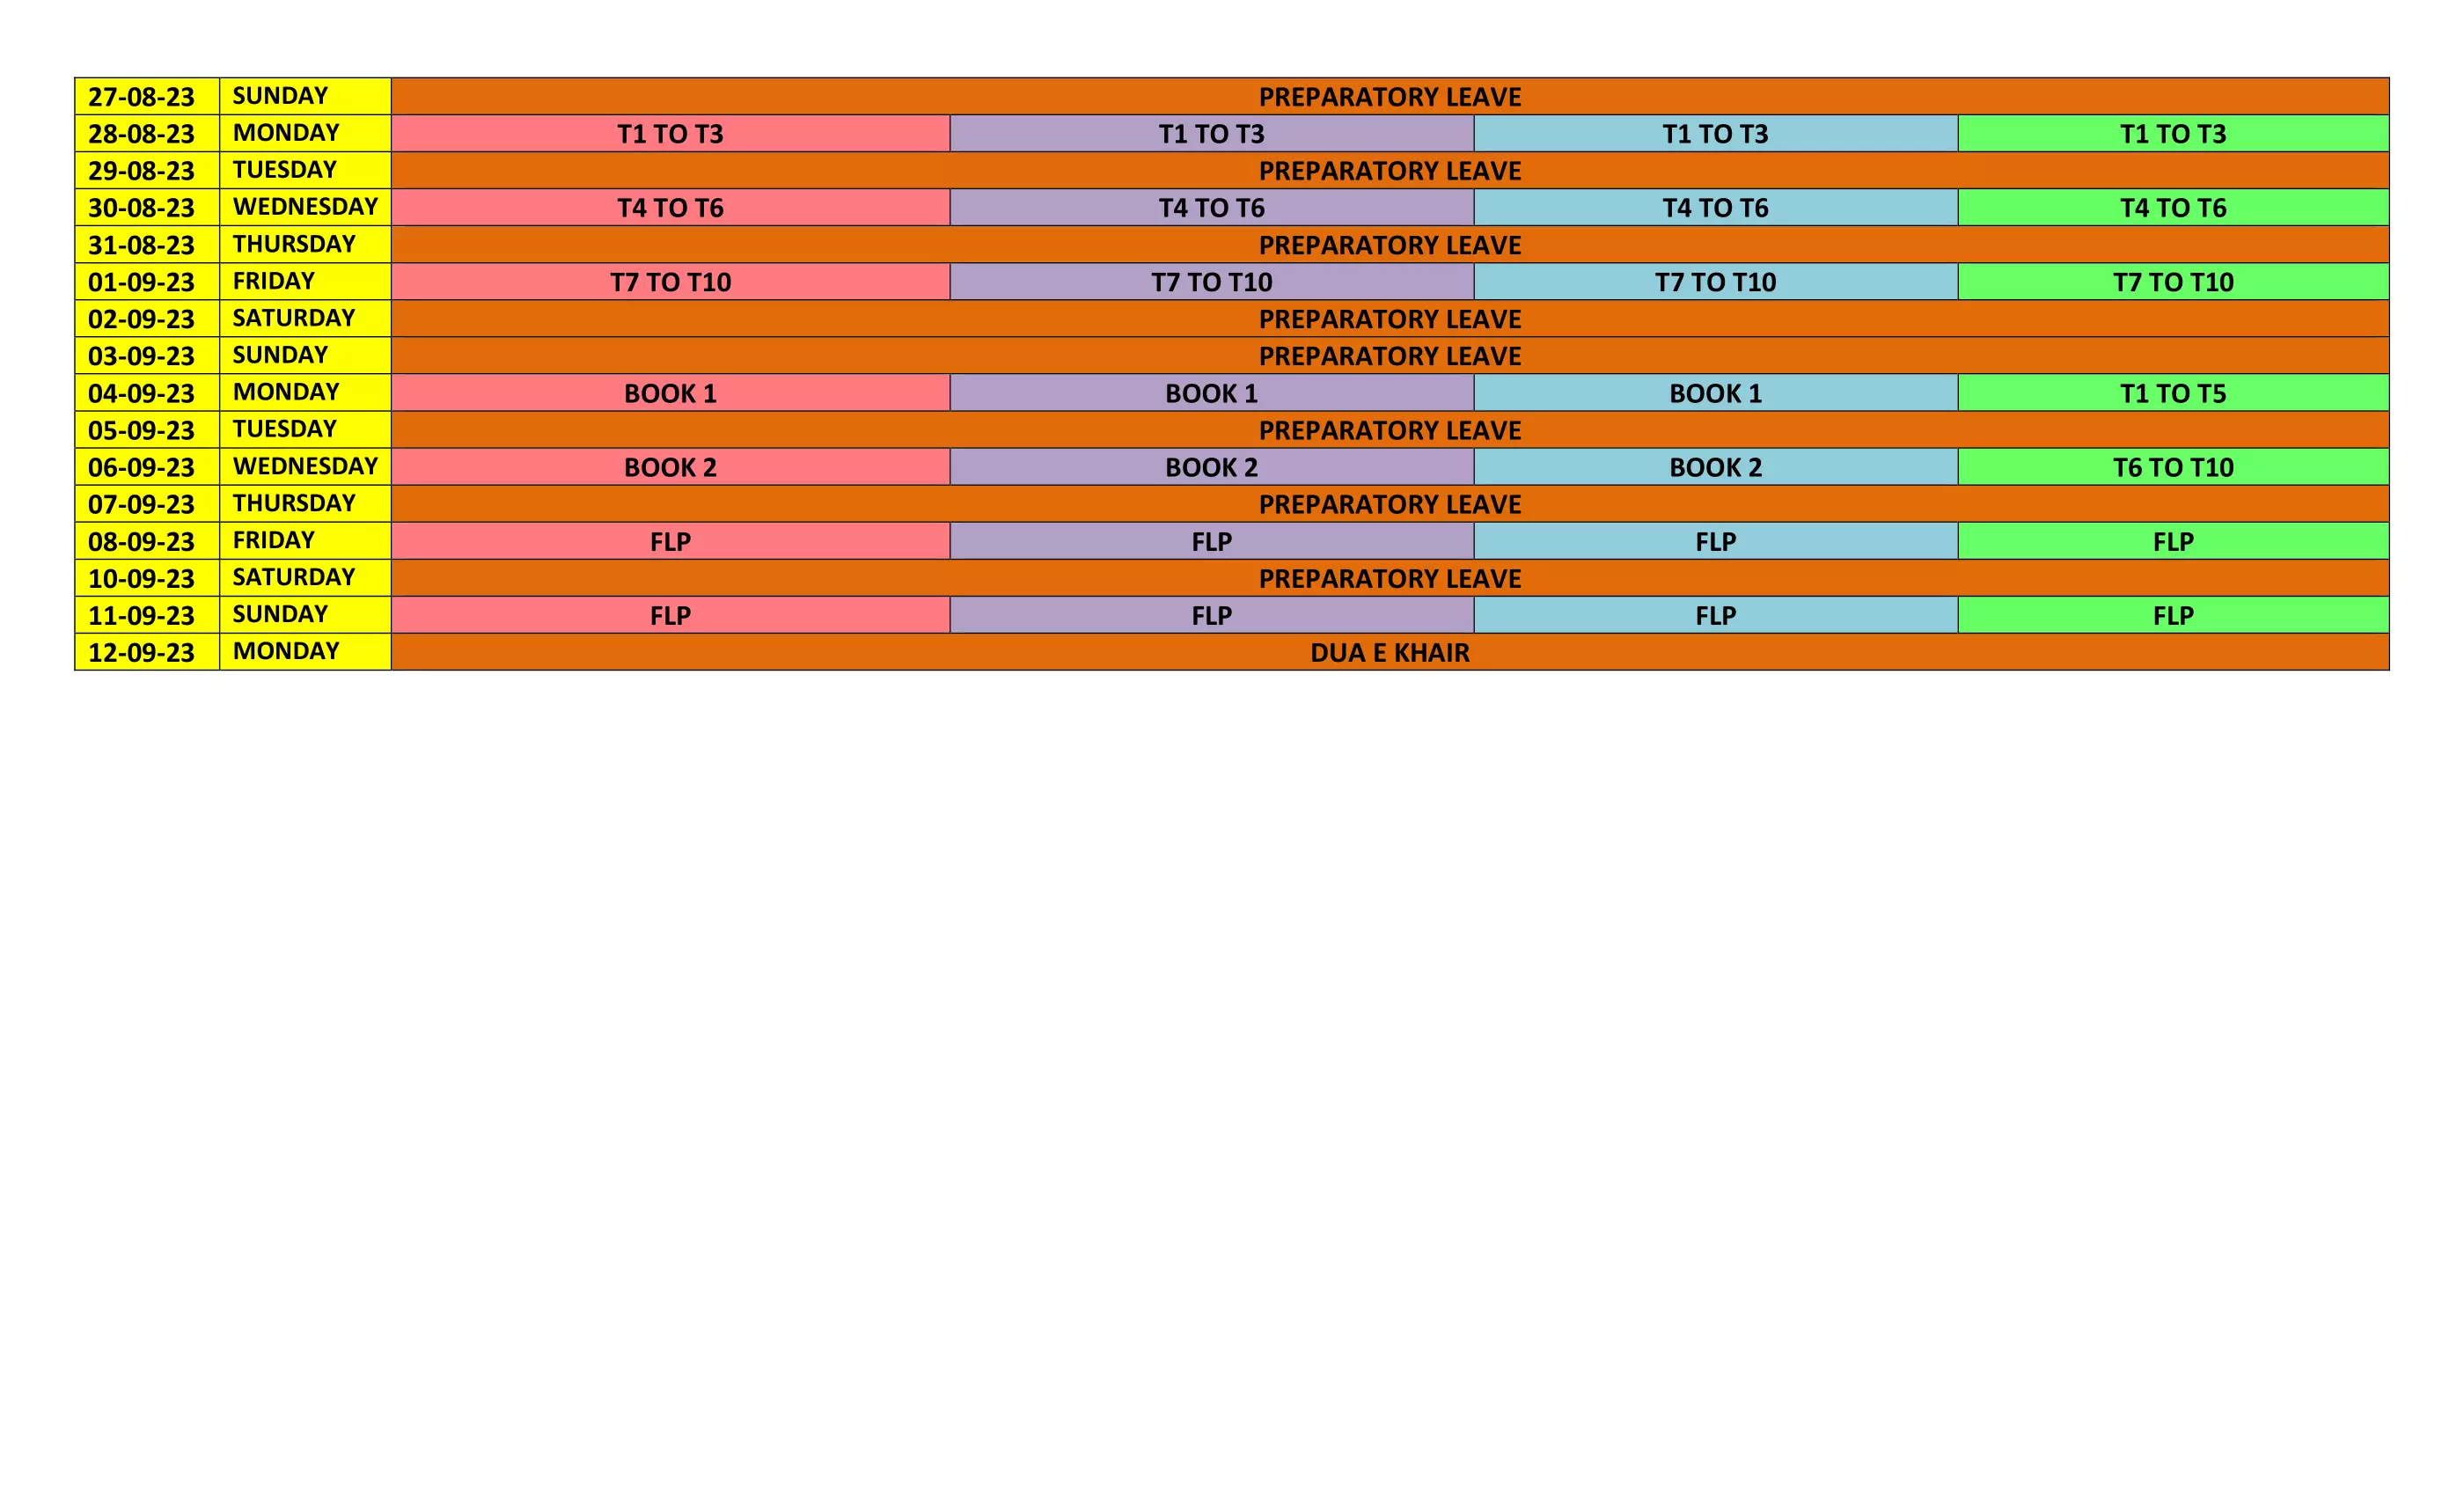 27-08-23 SUNDAY PREPARATORY LEAVE
28-08-23 MONDAY T1 TO T3 T1 TO T3 T1 TO T3 T1 TO T3
29-08-23 TUESDAY PREPARATORY LEAVE
30-08-23 WEDNESDAY T4 TO T6 T4 TO T6 T4 TO T6 T4 TO T6
31-08-23 THURSDAY PREPARATORY LEAVE
01-09-23 FRIDAY T7 TO T10 T7 TO T10 T7 TO T10 T7 TO T10
02-09-23 SATURDAY PREPARATORY LEAVE
03-09-23 SUNDAY PREPARATORY LEAVE
04-09-23 MONDAY BOOK 1 BOOK 1 BOOK 1 T1 TO T5
05-09-23 TUESDAY PREPARATORY LEAVE
06-09-23 WEDNESDAY BOOK 2 BOOK 2 BOOK 2 T6 TO T10
07-09-23 THURSDAY PREPARATORY LEAVE
08-09-23 FRIDAY FLP FLP FLP FLP
10-09-23 SATURDAY PREPARATORY LEAVE
11-09-23 SUNDAY FLP FLP FLP FLP
12-09-23 MONDAY DUA E KHAIR